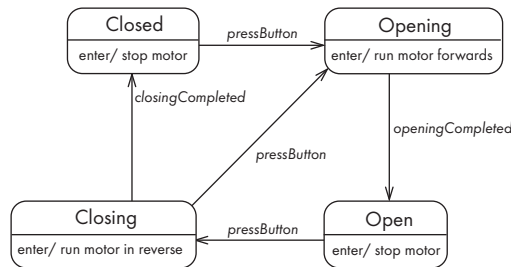 Closed
enter/ stop motor
pressButton
Opening
enter/ run motor forwards
closingCompleted
openingCompleted
pressButton
Closing
enter/ run motor in reverse
pressButton
Open
enter/ stop motor